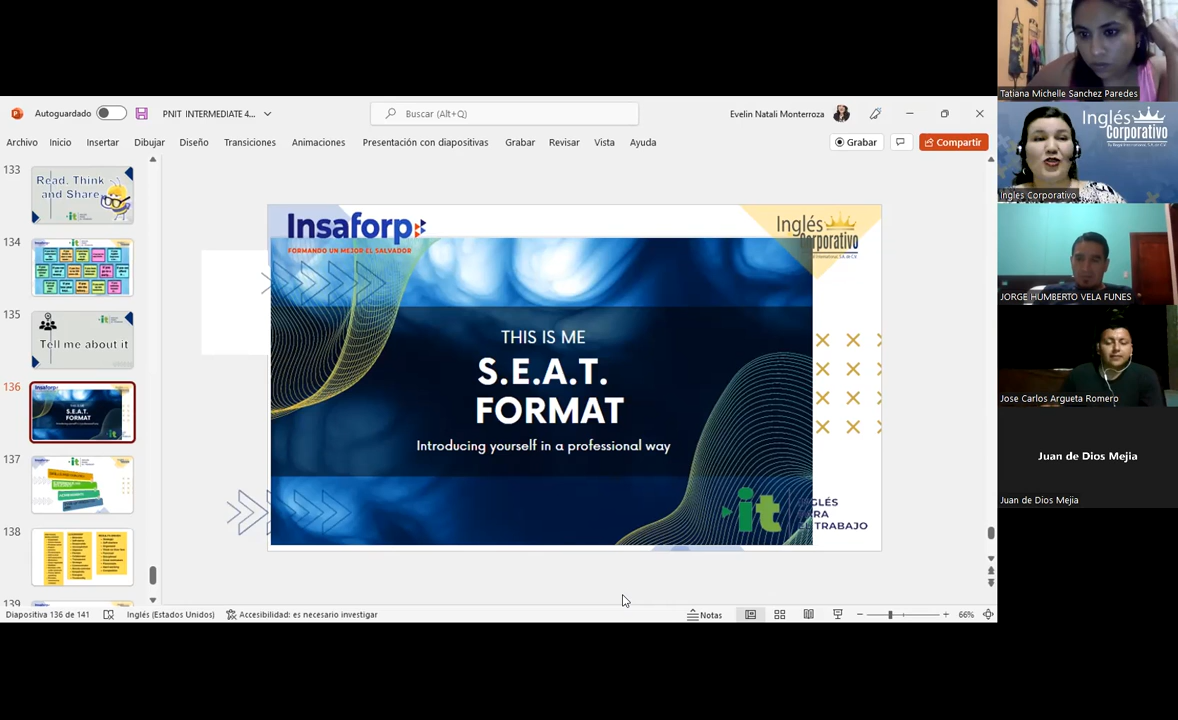 Autoguardado
PNIT_INTERMEDIATE 4...
Buscar (Alt+Q)
Evelin Natali Monterroza
Archivo Inicio Insertar Dibujar Diseño Transiciones Animaciones Presentación con diapositivas Grabar Revisar Vista Ayuda
Grabar
Compartir
133
Read, Think
and Share
134
135
Tell me about it
136
S.E.A.T.
FORMAT
137
138
139
Insaforp
FORMANDO UN MEJOR EL SALVADOR
Inglés
Corporativo
THIS IS ME
S.E.A.T.
FORMAT
Introducing yourself in a professional way
it
INGLÉS
PARA
EL TRABAJO
Diapositiva 136 de 141
Inglés (Estados Unidos)
Accesibilidad: es necesario investigar
Notas
66%
Tatiana Michelle Sanchez Paredes
Inglés
Corporativo
Ingles Corporativo
JORGE HUMBERTO VELA FUNES
Jose Carlos Argueta Romero
Juan de Dios Mejia
Juan de Dios Mejia